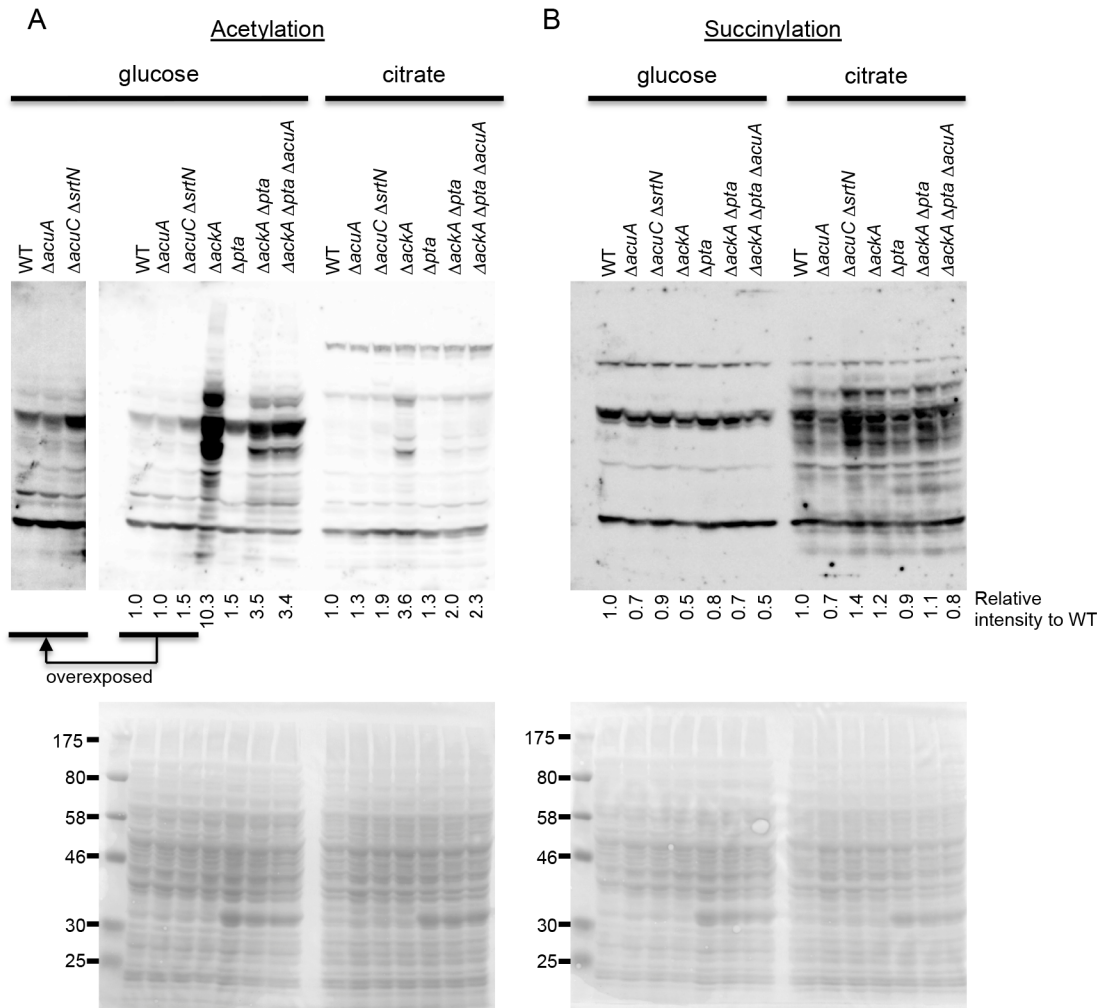 A
Acetylation
glucose
citrate
WT
ΔacuA
ΔacuC ΔsrtN
WT
ΔacuA
ΔacuC ΔsrtN
ΔackA
Δpta
ΔackA Δpta
ΔackA Δpta ΔacuA
WT
ΔacuA
ΔacuC ΔsrtN
ΔackA
Δpta
ΔackA Δpta
ΔackA Δpta ΔacuA
1.0
1.0
1.5
10.3
1.5
3.5
3.4
1.0
1.3
1.9
3.6
1.3
2.0
2.3
overexposed
175
80
58
46
30
25
B
Succinylation
glucose
citrate
WT
ΔacuA
ΔacuC ΔsrtN
ΔackA
Δpta
ΔackA Δpta
ΔackA Δpta ΔacuA
WT
ΔacuA
ΔacuC ΔsrtN
ΔackA
Δpta
ΔackA Δpta
ΔackA Δpta ΔacuA
1.0
0.7
0.9
0.5
0.8
0.7
0.5
1.0
0.7
1.4
1.2
0.9
1.1
0.8
Relative
intensity to WT
175
80
58
46
30
25